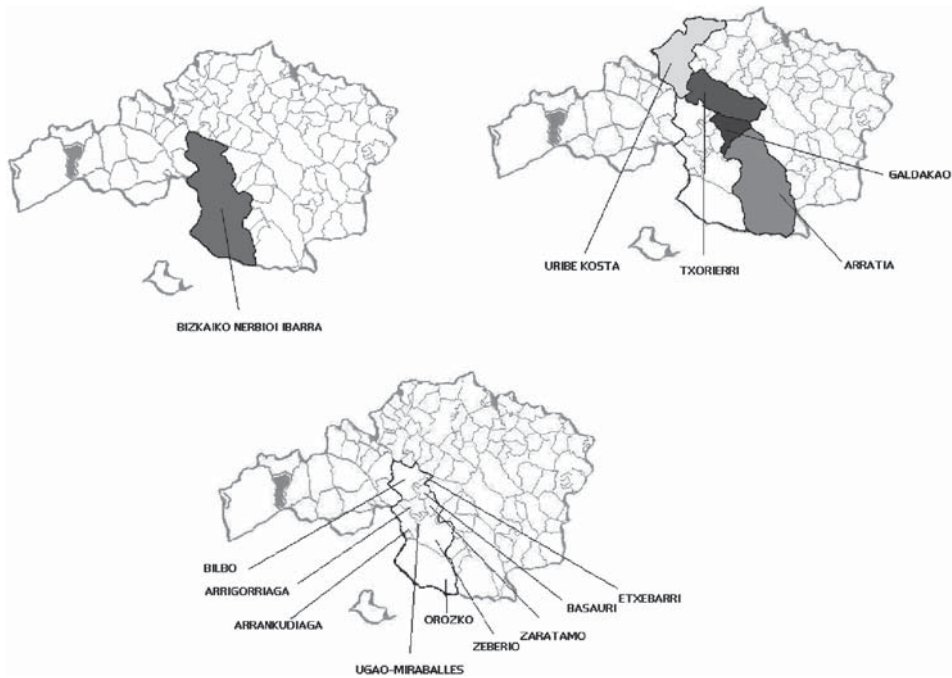 GALDAKAO
URIBE KOSTA
TXORIERRI
ARRATIA
BIZKAIKO NERBIOI IBARRA
BILBO
ARRIGORRIAGA
ARRANKUDIAGA
UGAO-MIRABALLES
OROZKO
ZEBERIO
ZARATAMO
BASAURI
ETXEBARRI